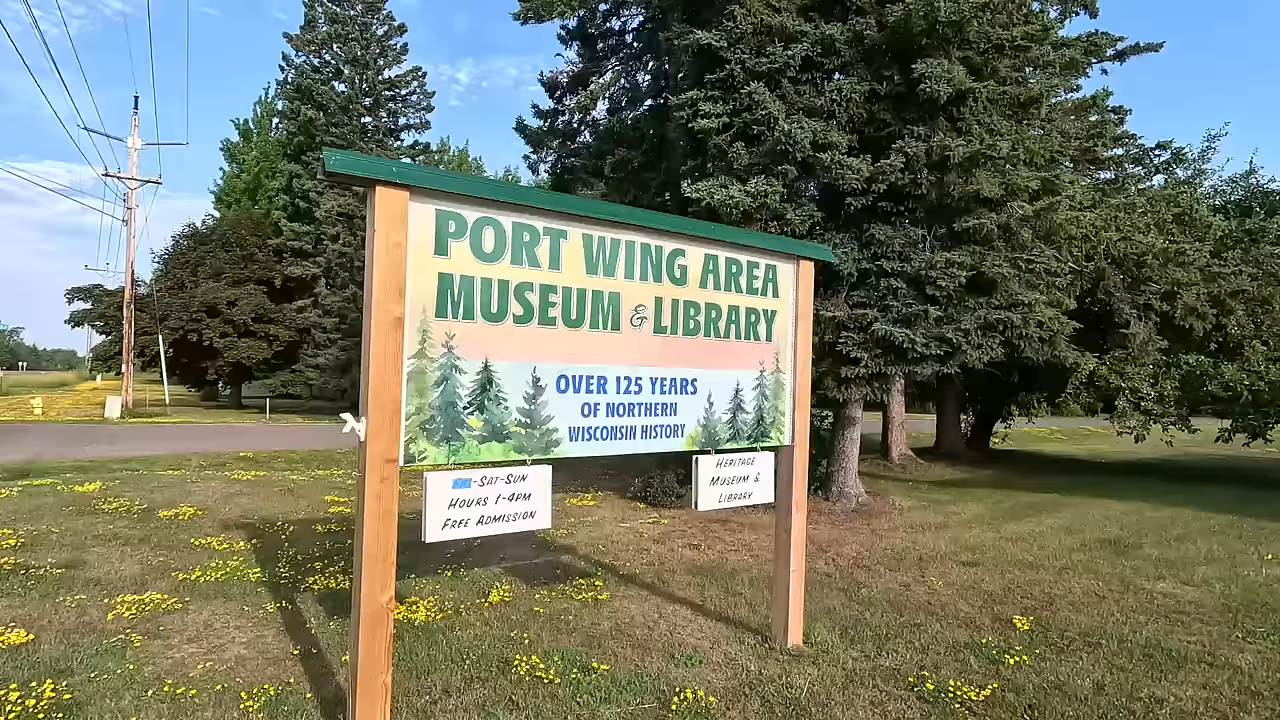 PORT WING AREA
MUSEUM & LIBRARY
OVER 125 YEARS
OF NORTHERN
WISCONSIN HISTORY
-SAT-SUN
HOURS 1-4PM
FREE ADMISSION
HERITAGE
MUSEUM &
LIBRARY